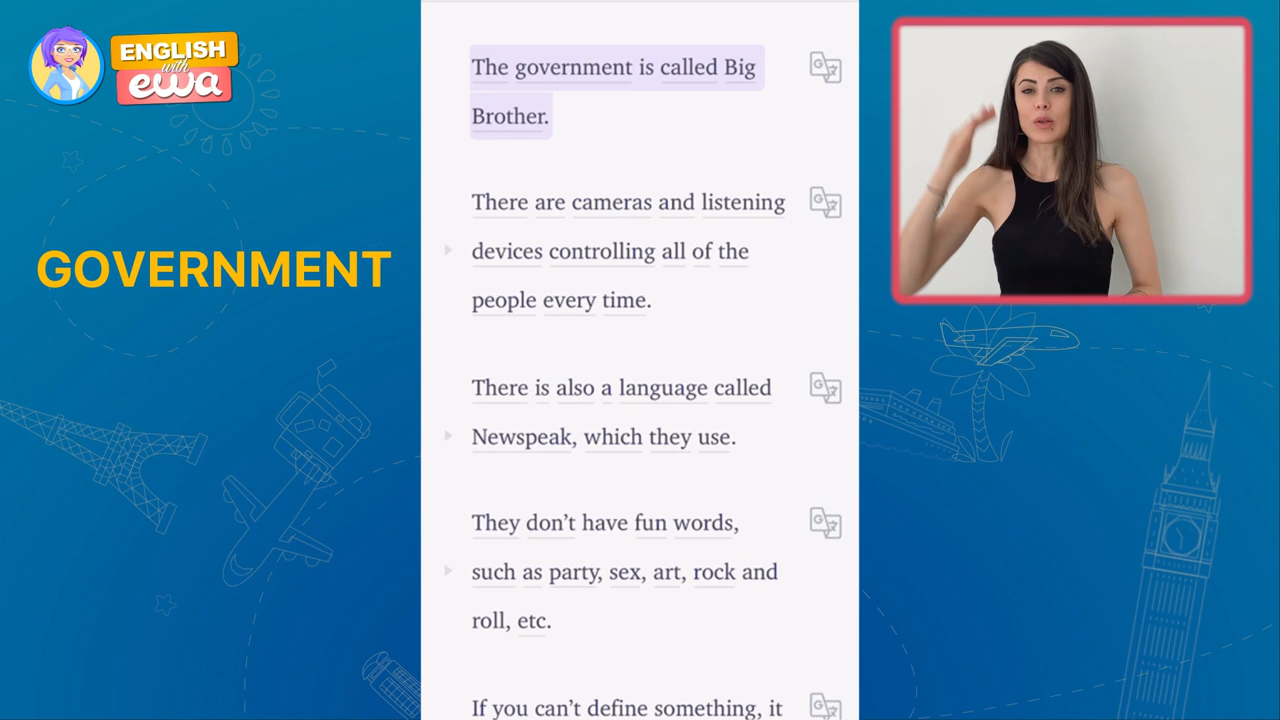 ENGLISH
with
ewa
GOVERNMENT
The government is called Big
Brother.
There are cameras and listening
devices controlling all of the
people every time.
There is also a language called
Newspeak, which they use.
They don’t have fun words,
such as party, sex, art, rock and
roll, etc.
If you can’t define something, it